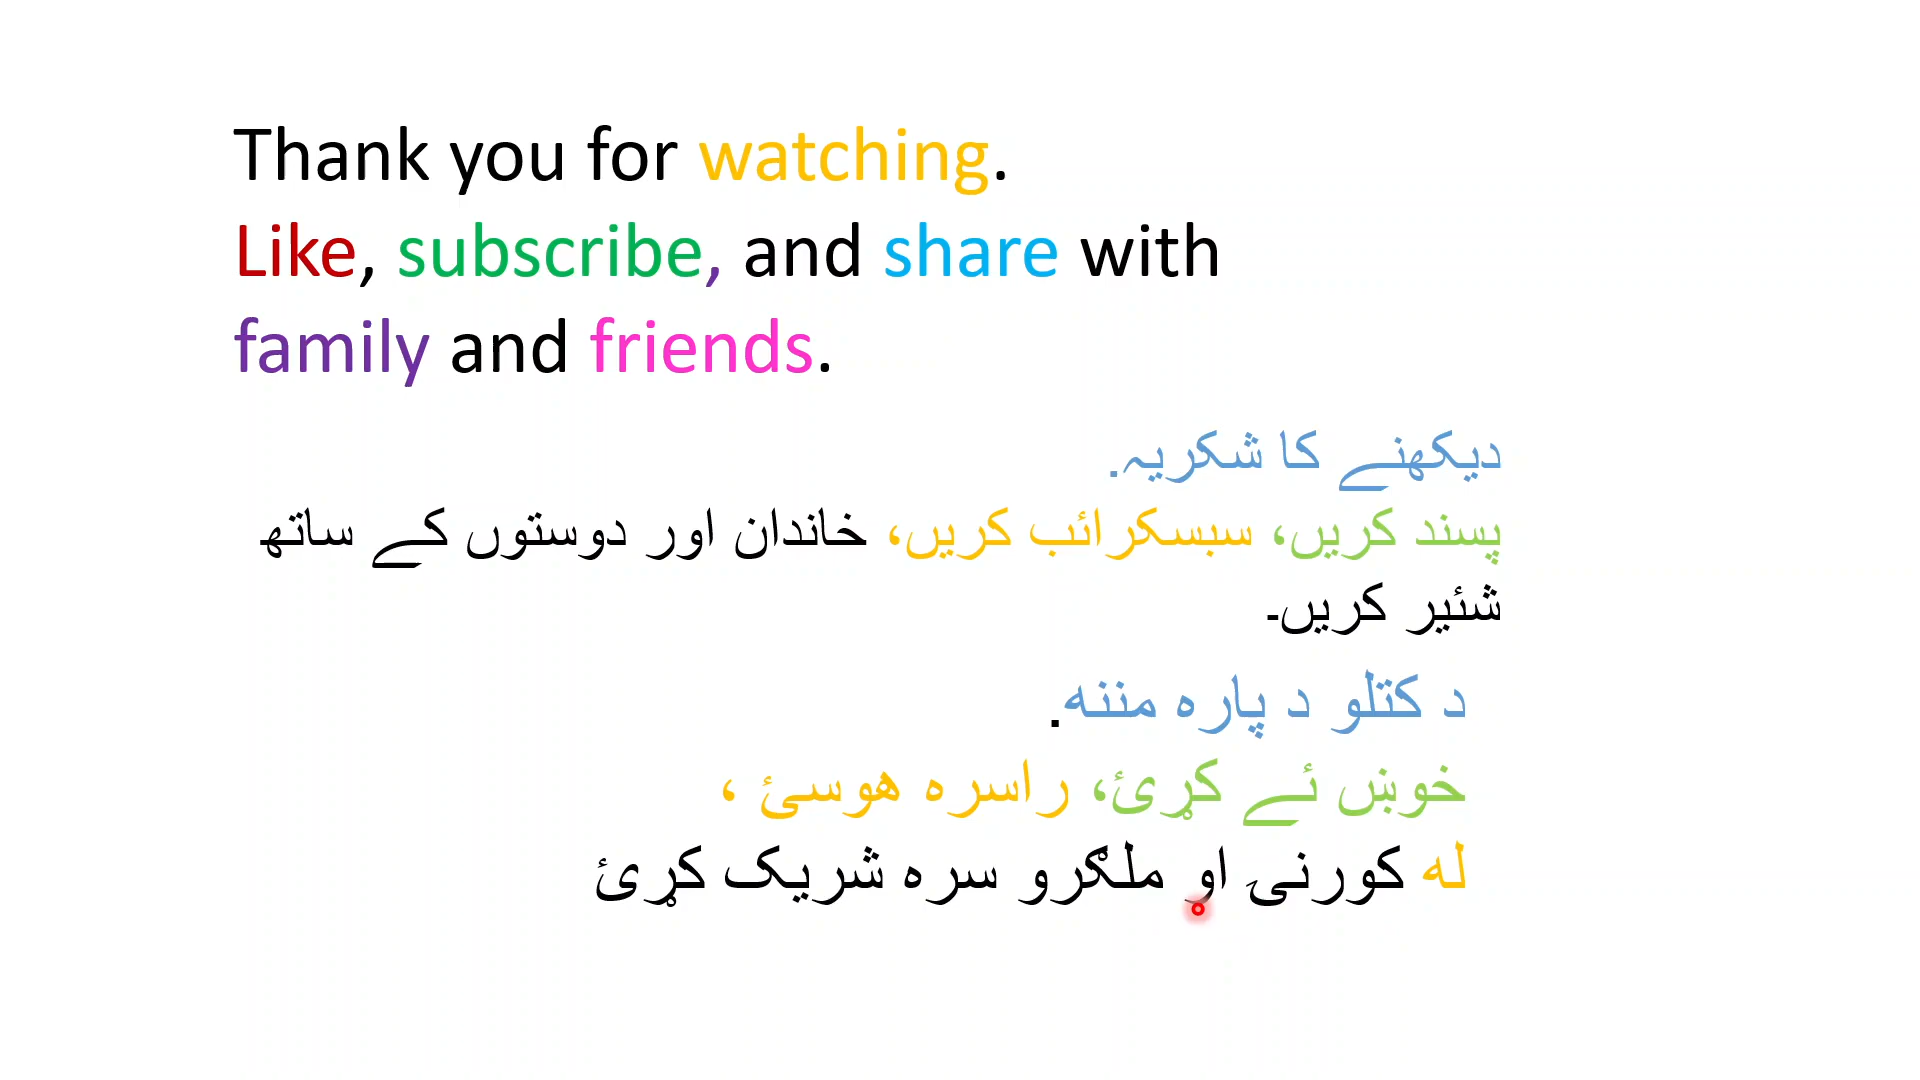 Thank you for watching.
Like, subscribe, and share with
family and friends.
دیکھنے کا شکریہ.
پسند کریں، سبسکرائب کریں، خاندان اور دوستوں کے ساتھ
شئیر کریں۔
د کتلو د پاره مننه.
خوښ ئے کړئ، راسره هوسئ ،
له کورنۍ او ملګرو سره شریک کړئ